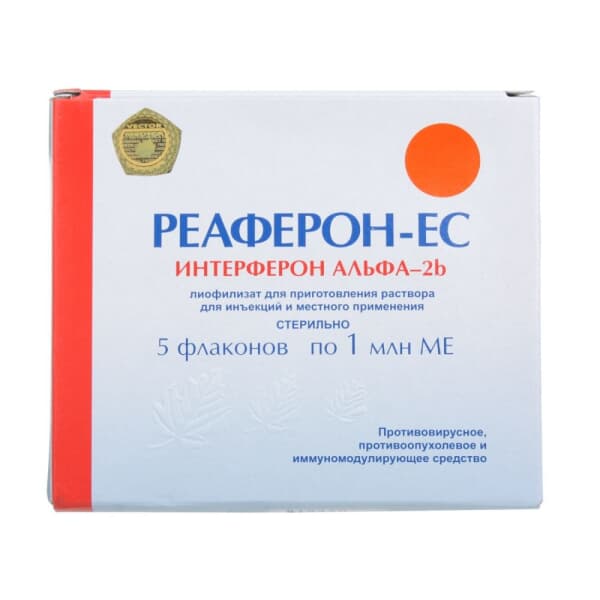 VECTOR
РЕАФЕРОН-ЕС
ИНТЕРФЕРОН АЛЬФА–2b
лиофилизат для приготовления раствора
для инъекций и местного применения
СТЕРИЛЬНО
5 флаконов по 1 млн МЕ
Противовирусное,
противоопухолевое и
иммуномодулирующее средство